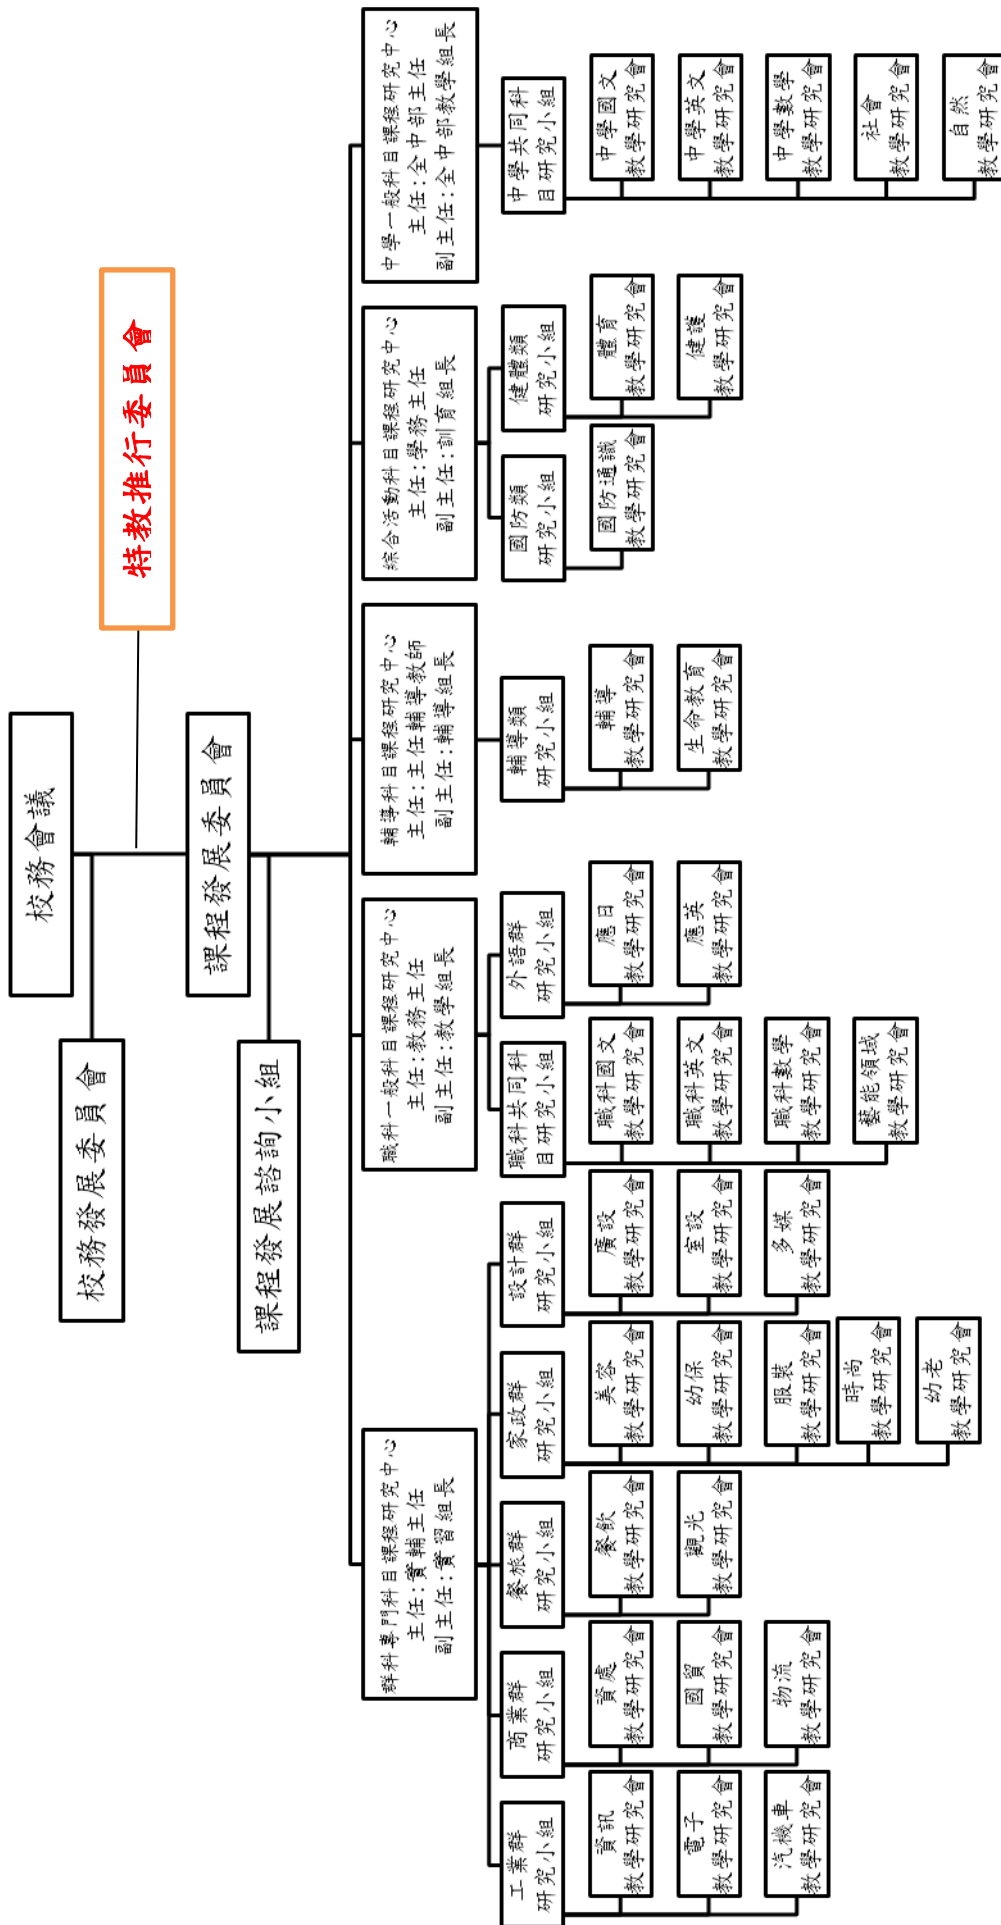 校務會議
特教推行委員會
校務發展委員會
課程發展委員會
課程發展諮詢小組
群科專門科目課程研究中心
主任:實輔主任
副主任:實習組長
職科一般科目課程研究中心
主任:教務主任
副主任:教學組長
輔導科目課程研究中心
主任:主任輔導教師
副主任:輔導組長
綜合活動科目課程研究中心
主任:學務主任
副主任:訓育組長
中學一般科目課程研究中心
主任:全中部主任
副主任:全中部教學組長
工業群
研究小組
商業群
研究小組
餐旅群
研究小組
家政群
研究小組
設計群
研究小組
職科共同科
目研究小組
外語群
研究小組
輔導類
研究小組
國防類
研究小組
健體類
研究小組
中學共同科
目研究小組
資訊
教學研究會
電子
教學研究會
汽機車
教學研究會
資處
教學研究會
國貿
教學研究會
物流
教學研究會
餐飲
教學研究會
觀光
教學研究會
美容
教學研究會
幼保
教學研究會
服裝
教學研究會
時尚
教學研究會
幼老
教學研究會
廣設
教學研究會
室設
教學研究會
多媒
教學研究會
職科國文
教學研究會
職科英文
教學研究會
職科數學
教學研究會
藝能領域
教學研究會
應日
教學研究會
應英
教學研究會
輔導
教學研究會
生命教育
教學研究會
國防通識
教學研究會
體育
教學研究會
健護
教學研究會
中學國文
教學研究會
中學英文
教學研究會
中學數學
教學研究會
社會
教學研究會
自然
教學研究會